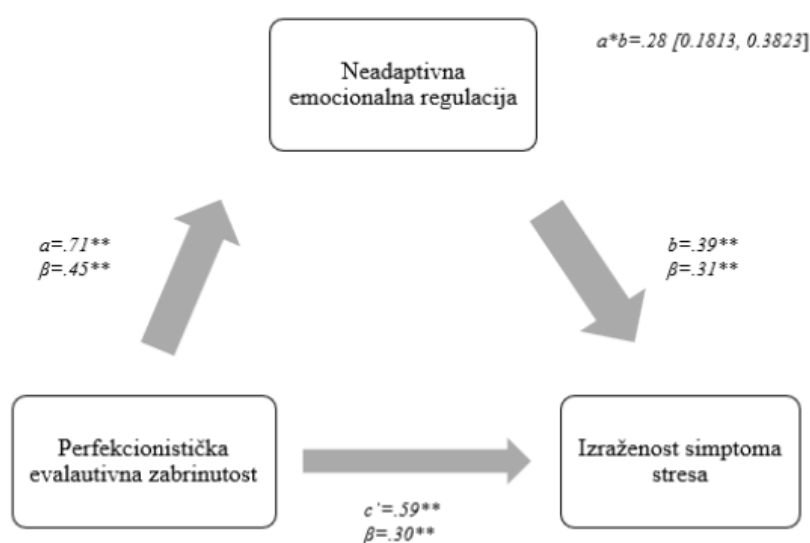 Neadaptivna
emocionalna regulacija
a*b=.28 [0.1813, 0.3823]
a=.71**
β=.45**
b=.39**
β=.31**
Perfekcionistička
evalautivna zabrinutost
Izraženost simptoma
stresa
c`=.59**
β=.30**